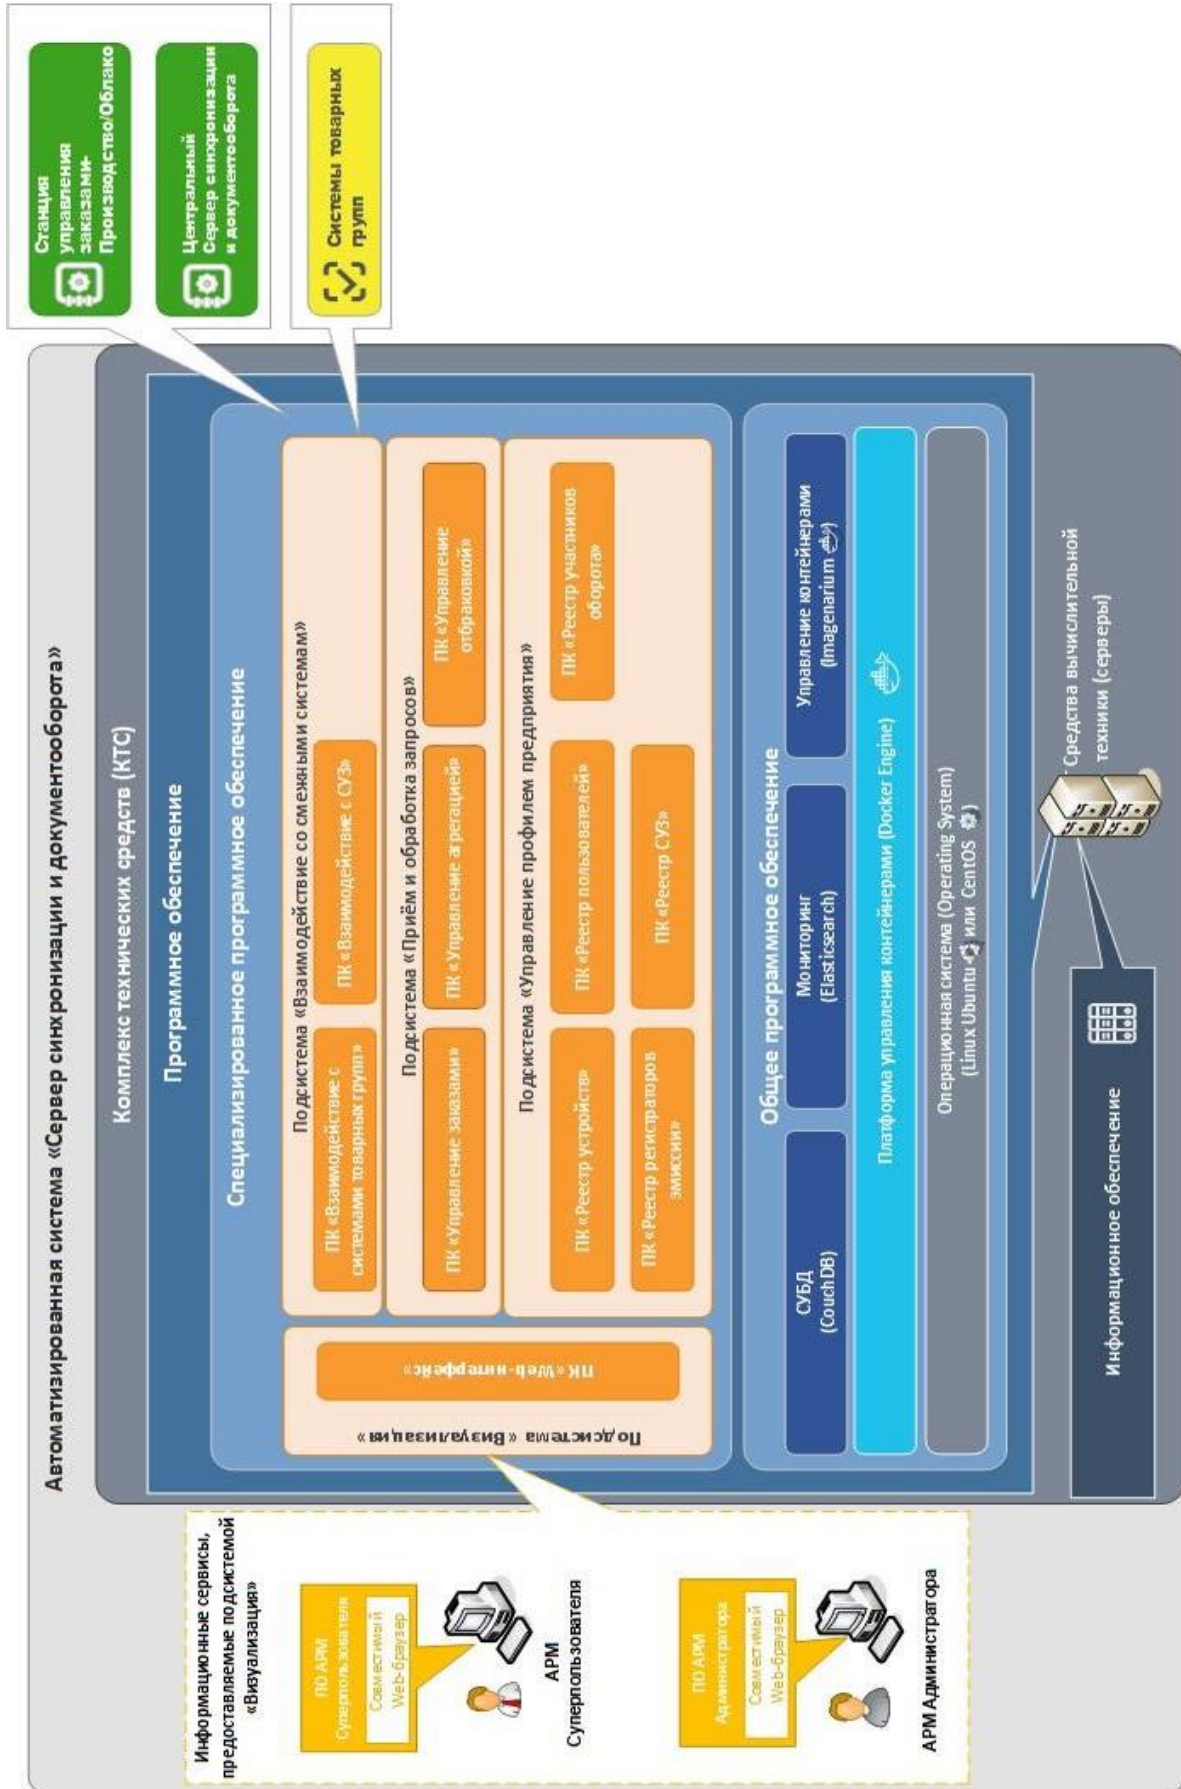 Автоматизированная система «Сервер синхронизации и документооборота»
Информационные сервисы,
предоставляемые подсистемой
«Визуализация»
ПО АРМ
Суперпользователя
Совместимый
Web-браузер
АРМ
Суперпользователя
ПО АРМ
Администратора
Совместимый
Web-браузер
АРМ Администратора
Комплекс технических средств (КТС)
Программное обеспечение
Специализированное программное обеспечение
Подсистема «Визуализация»
ПК «Web-интерфейс»
Подсистема «Взаимодействие со смежными системам»
ПК «Взаимодействие с
системами товарных групп»
ПК «Взаимодействие с СУЗ»
Подсистема «Приём и обработка запросов»
ПК «Управление заказами»
ПК «Управление агрегацией»
ПК «Управление
отбраковкой»
Подсистема «Управление профилем предприятия»
ПК «Реестр устройств»
ПК «Реестр пользователей»
ПК «Реестр участников
оборота»
ПК «Реестр регистраторов
эмиссии»
ПК «Реестр СУЗ»
Общее программное обеспечение
СУБД
(CouchDB)
Мониторинг
(Elasticsearch)
Управление контейнерами
(Imagenarium)
Платформа управления контейнерами (Docker Engine)
Операционная система (Operating System)
(Linux Ubuntu или CentOS)
Информационное обеспечение
Средства вычислительной
техники (серверы)
Станция
управления
заказами-
Производство/Облако
Центральный
Сервер синхронизации
и документооборота
Системы товарных
групп